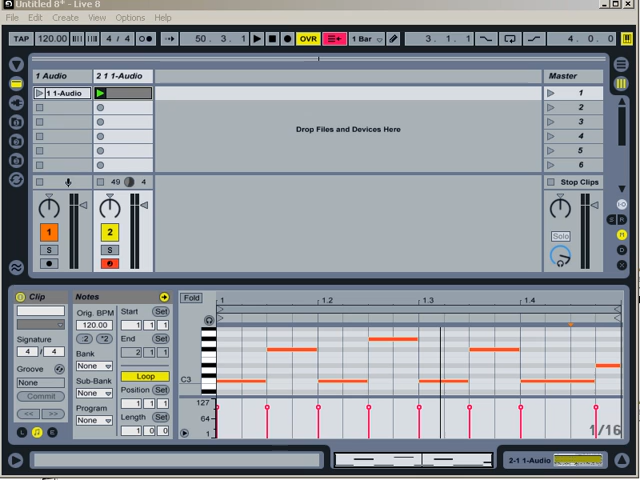 Untitled 8* - Live 8
File Edit Create View Options Help
TAP 120.00 4 / 4 50. 3. 1 OVR 1 Bar 3. 1. 1 4. 0. 0
1 Audio 2 1 1-Audio Master
1 1-Audio 1
2
3
Drop Files and Devices Here
4
5
6
49 4 Stop Clips
1 2 Solo
S S
S R
Clip Notes Fold 1 1.2 1.3 1.4
Orig. BPM Start Set
120.00 1 1 1
:2 *2 End Set
Signature 2 1 1
4 / 4 Bank
Groove None Loop
None Sub-Bank Position Set C3
Commit None 1 1 1
<< >> Program Length Set
None 1 0 0
127
64
1
L E
1/16
2-1 1-Audio